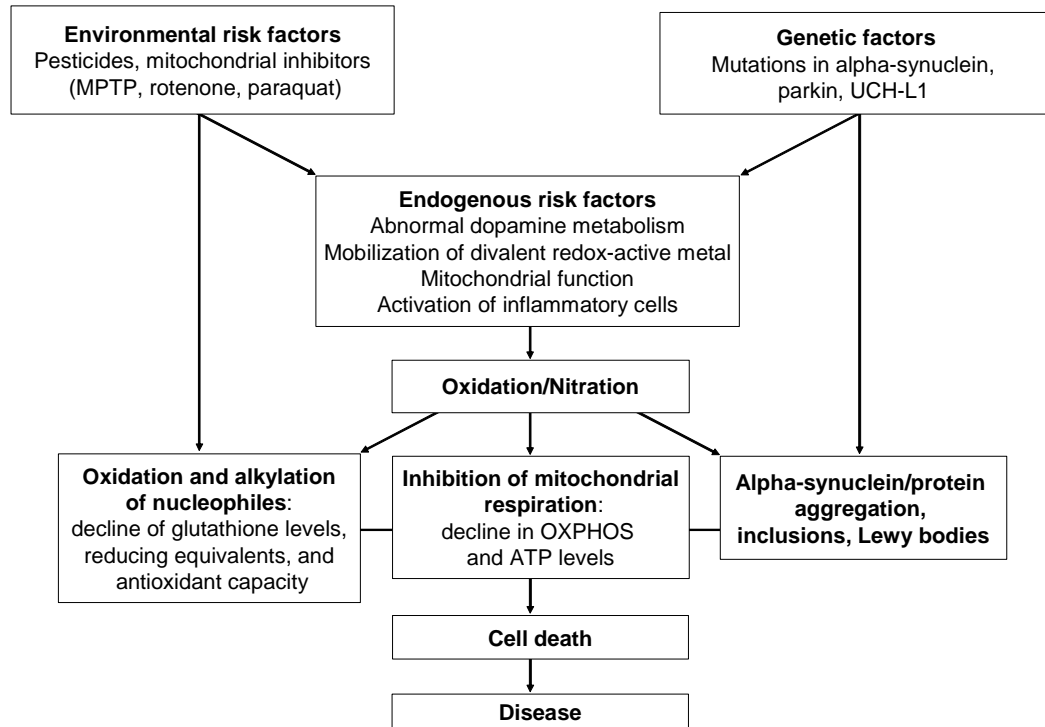 Environmental risk factors
Pesticides, mitochondrial inhibitors
(MPTP, rotenone, paraquat)
Genetic factors
Mutations in alpha-synuclein,
parkin, UCH-L1
Endogenous risk factors
Abnormal dopamine metabolism
Mobilization of divalent redox-active metal
Mitochondrial function
Activation of inflammatory cells
Oxidation/Nitration
Oxidation and alkylation
of nucleophiles:
decline of glutathione levels,
reducing equivalents, and
antioxidant capacity
Inhibition of mitochondrial
respiration:
decline in OXPHOS
and ATP levels
Alpha-synuclein/protein
aggregation,
inclusions, Lewy bodies
Cell death
Disease